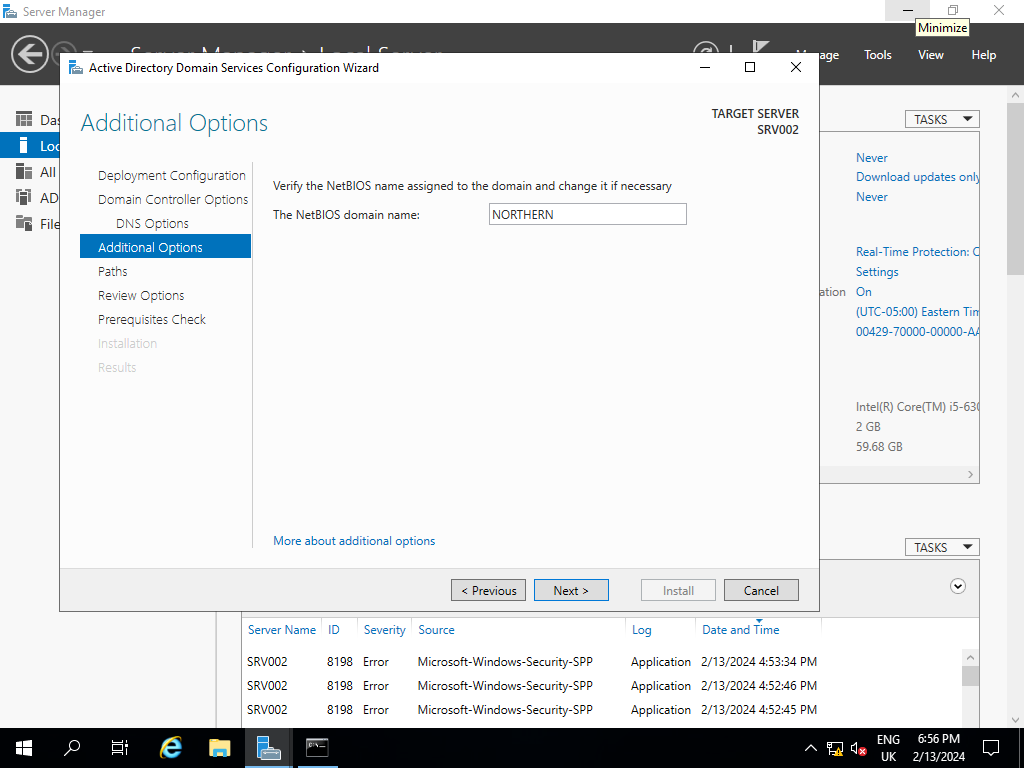 Server Manager
Minimize
Manage
Tools
View
Help
Active Directory Domain Services Configuration Wizard
Additional Options
TARGET SERVER
SRV002
TASKS
Deployment Configuration
Domain Controller Options
DNS Options
Additional Options
Paths
Review Options
Prerequisites Check
Installation
Results
Verify the NetBIOS name assigned to the domain and change it if necessary
The NetBIOS domain name:
NORTHERN
More about additional options
< Previous
Next >
Install
Cancel
All
AD
File
Never
Download updates only
Never
Real-Time Protection:
Settings
On
(UTC-05:00) Eastern
00429-70000-00000-AA
Intel(R) Core(TM) i5-630
2 GB
59.68 GB
TASKS
Server Name ID Severity Source Log Date and Time
SRV002 8198 Error Microsoft-Windows-Security-SPP Application 2/13/2024 4:53:34 PM
SRV002 8198 Error Microsoft-Windows-Security-SPP Application 2/13/2024 4:52:46 PM
SRV002 8198 Error Microsoft-Windows-Security-SPP Application 2/13/2024 4:52:45 PM
ENG
UK
6:56 PM
2/13/2024